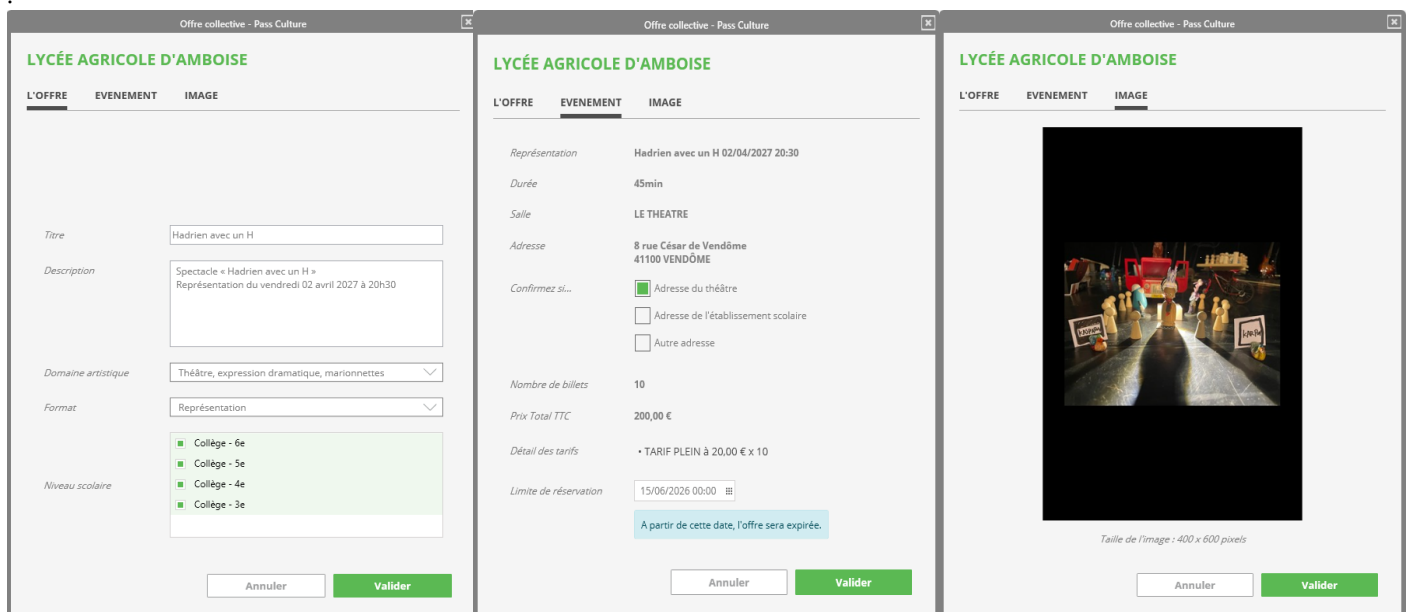 .
Offre collective - Pass Culture
LYCÉE AGRICOLE D'AMBOISE
L'OFFRE EVENEMENT IMAGE
Titre Hadrien avec un H
Description Spectacle « Hadrien avec un H »
Représentation du vendredi 02 avril 2027 à 20h30
Domaine artistique Théâtre, expression dramatique, marionnettes
Format Représentation
Niveau scolaire
Collège - 6e
Collège - 5e
Collège - 4e
Collège - 3e
Annuler Valider
Offre collective - Pass Culture
LYCÉE AGRICOLE D'AMBOISE
L'OFFRE EVENEMENT IMAGE
Représentation Hadrien avec un H 02/04/2027 20:30
Durée 45min
Salle LE THEATRE
Adresse 8 rue César de Vendôme
41100 VENDÔME
Confirmez si... Adresse du théâtre
Adresse de l'établissement scolaire
Autre adresse
Nombre de billets 10
Prix Total TTC 200,00 €
Détail des tarifs • TARIF PLEIN à 20,00 € x 10
Limite de réservation 15/06/2026 00:00
A partir de cette date, l'offre sera expirée.
Annuler Valider
Offre collective - Pass Culture
LYCÉE AGRICOLE D'AMBOISE
L'OFFRE EVENEMENT IMAGE
Taille de l'image : 400 x 600 pixels
Annuler Valider